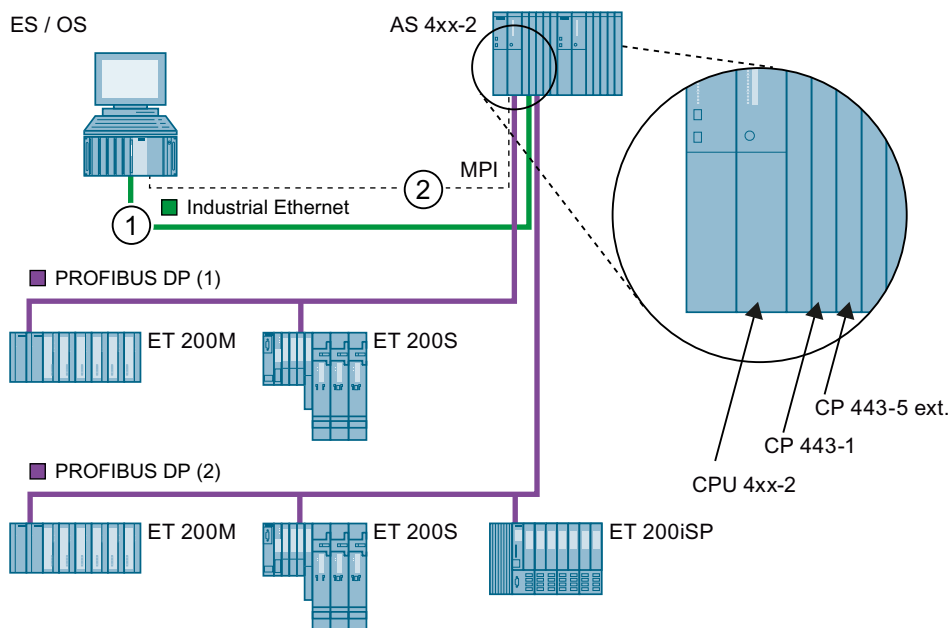 ES / OS
AS 4xx-2
MPI
2
1
Industrial Ethernet
PROFIBUS DP (1)
ET 200M
ET 200S
CP 443-5 ext.
CP 443-1
CPU 4xx-2
PROFIBUS DP (2)
ET 200M
ET 200S
ET 200iSP